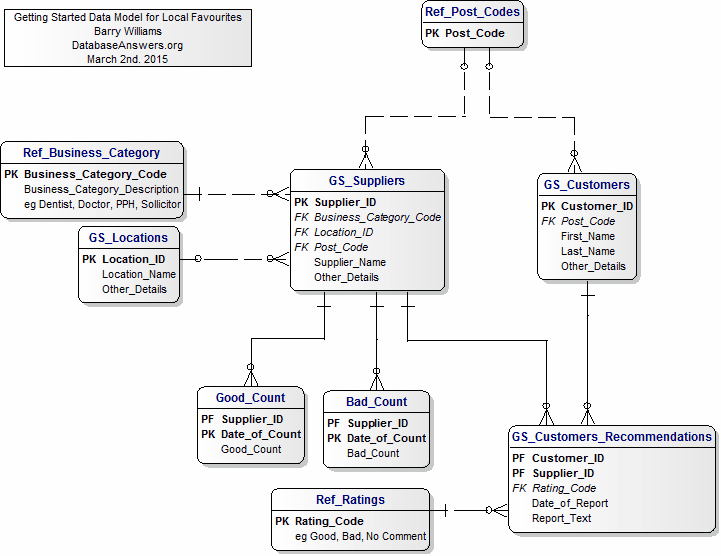 Getting Started Data Model for Local Favourites
Barry Williams
DatabaseAnswers.org
March 2nd. 2015
Ref_Post_Codes
PK Post_Code
Ref_Business_Category
PK Business_Category_Code
Business_Category_Description
eg Dentist, Doctor, PPH, Sollicitor
GS_Suppliers
PK Supplier_ID
FK Business_Category_Code
FK Location_ID
FK Post_Code
Supplier_Name
Other_Details
GS_Customers
PK Customer_ID
FK Post_Code
First_Name
Last_Name
Other_Details
GS_Locations
PK Location_ID
Location_Name
Other_Details
Good_Count
PF Supplier_ID
PK Date_of_Count
Good_Count
Bad_Count
PF Supplier_ID
PK Date_of_Count
Bad_Count
GS_Customers_Recommendations
PF Customer_ID
PF Supplier_ID
FK Rating_Code
Date_of_Report
Report_Text
Ref_Ratings
PK Rating_Code
eg Good, Bad, No Comment